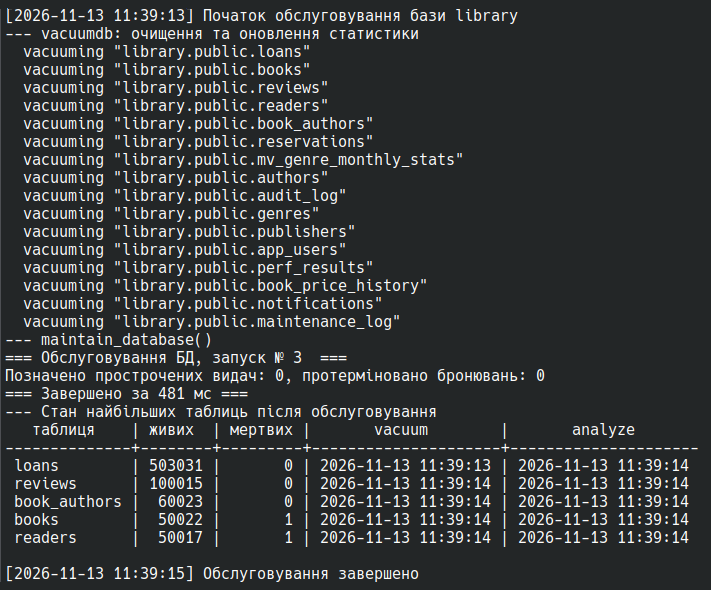 [2026-11-13 11:39:13] Початок обслуговування бази library
--- vacuumdb: очищення та оновлення статистики
  vacuuming "library.public.loans"
  vacuuming "library.public.books"
  vacuuming "library.public.reviews"
  vacuuming "library.public.readers"
  vacuuming "library.public.book_authors"
  vacuuming "library.public.reservations"
  vacuuming "library.public.mv_genre_monthly_stats"
  vacuuming "library.public.authors"
  vacuuming "library.public.audit_log"
  vacuuming "library.public.genres"
  vacuuming "library.public.publishers"
  vacuuming "library.public.app_users"
  vacuuming "library.public.perf_results"
  vacuuming "library.public.book_price_history"
  vacuuming "library.public.notifications"
  vacuuming "library.public.maintenance_log"
--- maintain_database()
=== Обслуговування БД, запуск № 3  ===
Позначено прострочених видач: 0, протерміновано бронювань: 0
=== Завершено за 481 мс ===
--- Стан найбільших таблиць після обслуговування
   таблиця    | живих  | мертвих |       vacuum        |       analyze
--------------+--------+---------+---------------------+---------------------
 loans        | 503031 |       0 | 2026-11-13 11:39:13 | 2026-11-13 11:39:14
 reviews      | 100015 |       0 | 2026-11-13 11:39:14 | 2026-11-13 11:39:14
 book_authors |  60023 |       0 | 2026-11-13 11:39:14 | 2026-11-13 11:39:14
 books        |  50022 |       1 | 2026-11-13 11:39:14 | 2026-11-13 11:39:14
 readers      |  50017 |       1 | 2026-11-13 11:39:14 | 2026-11-13 11:39:14
[2026-11-13 11:39:15] Обслуговування завершено